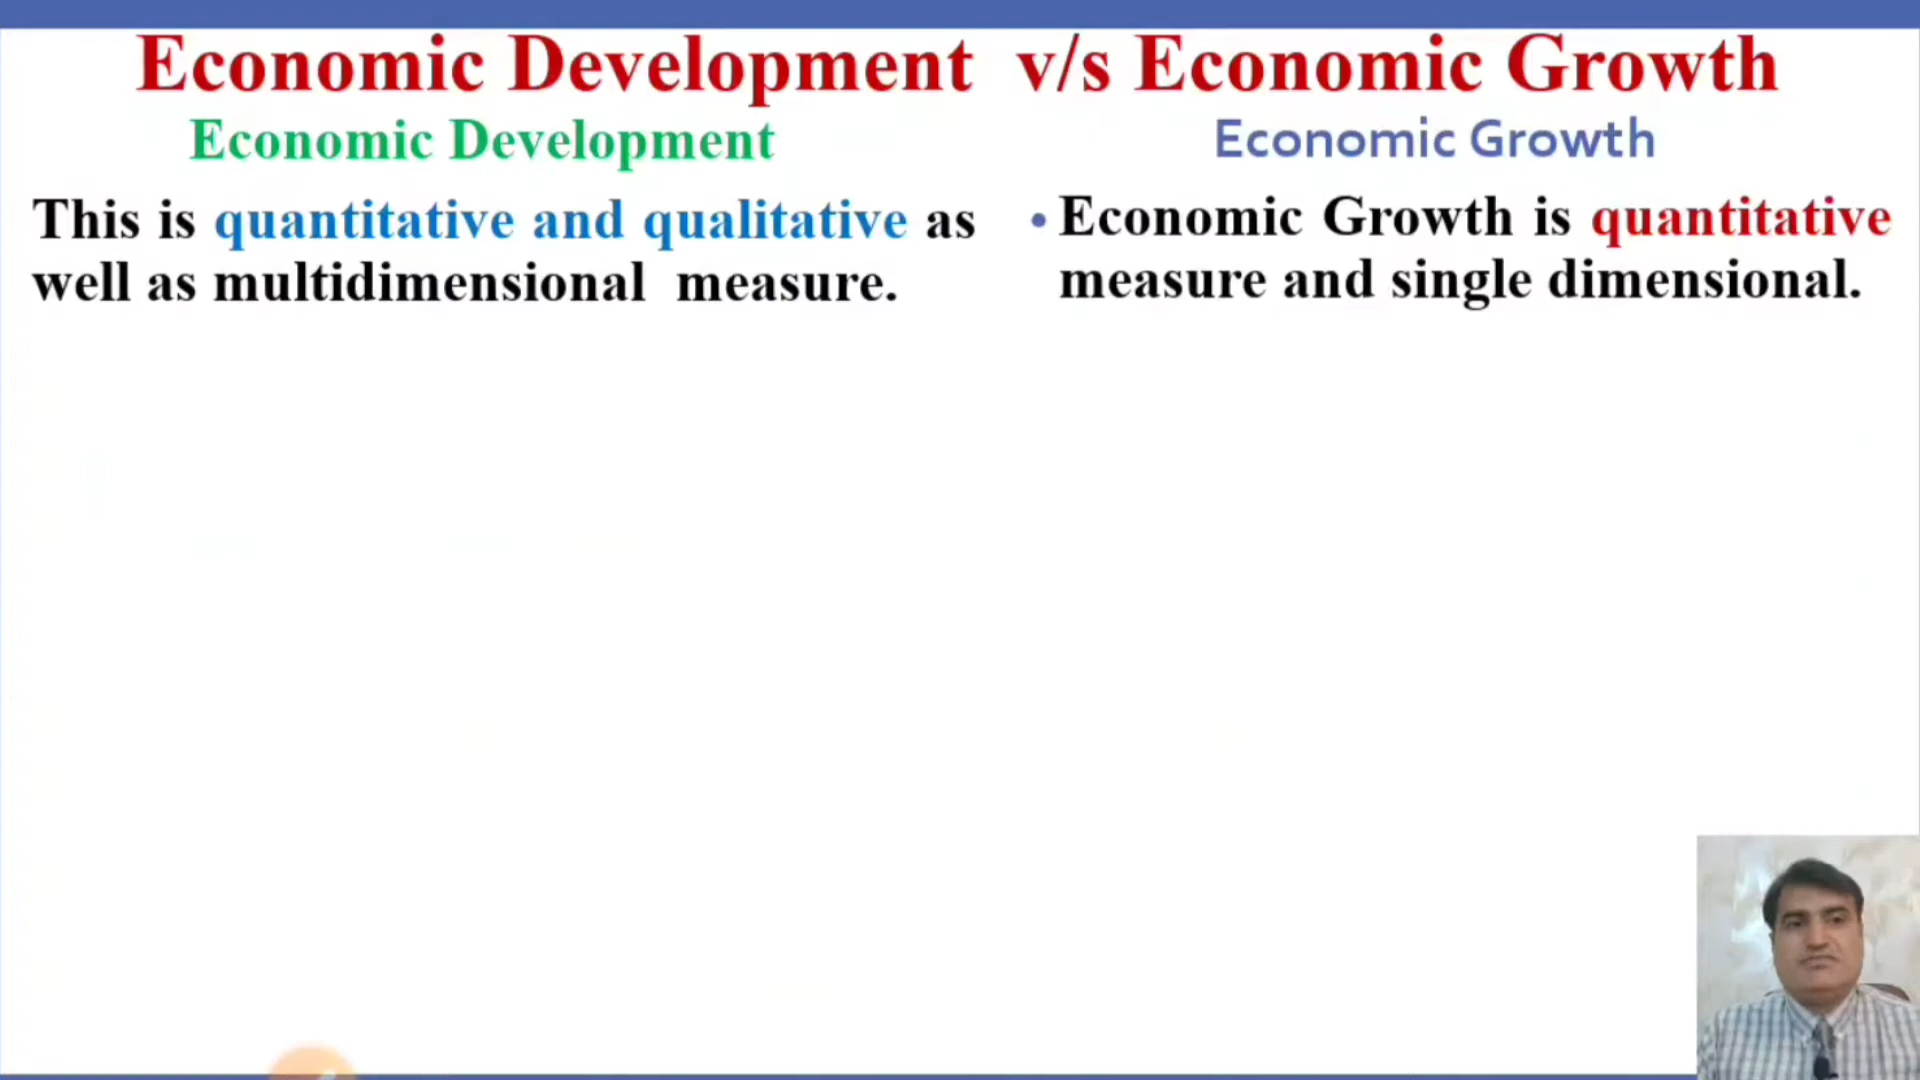 Economic Development v/s Economic Growth
Economic Development
This is quantitative and qualitative as
well as multidimensional measure.
Economic Growth
• Economic Growth is quantitative
measure and single dimensional.